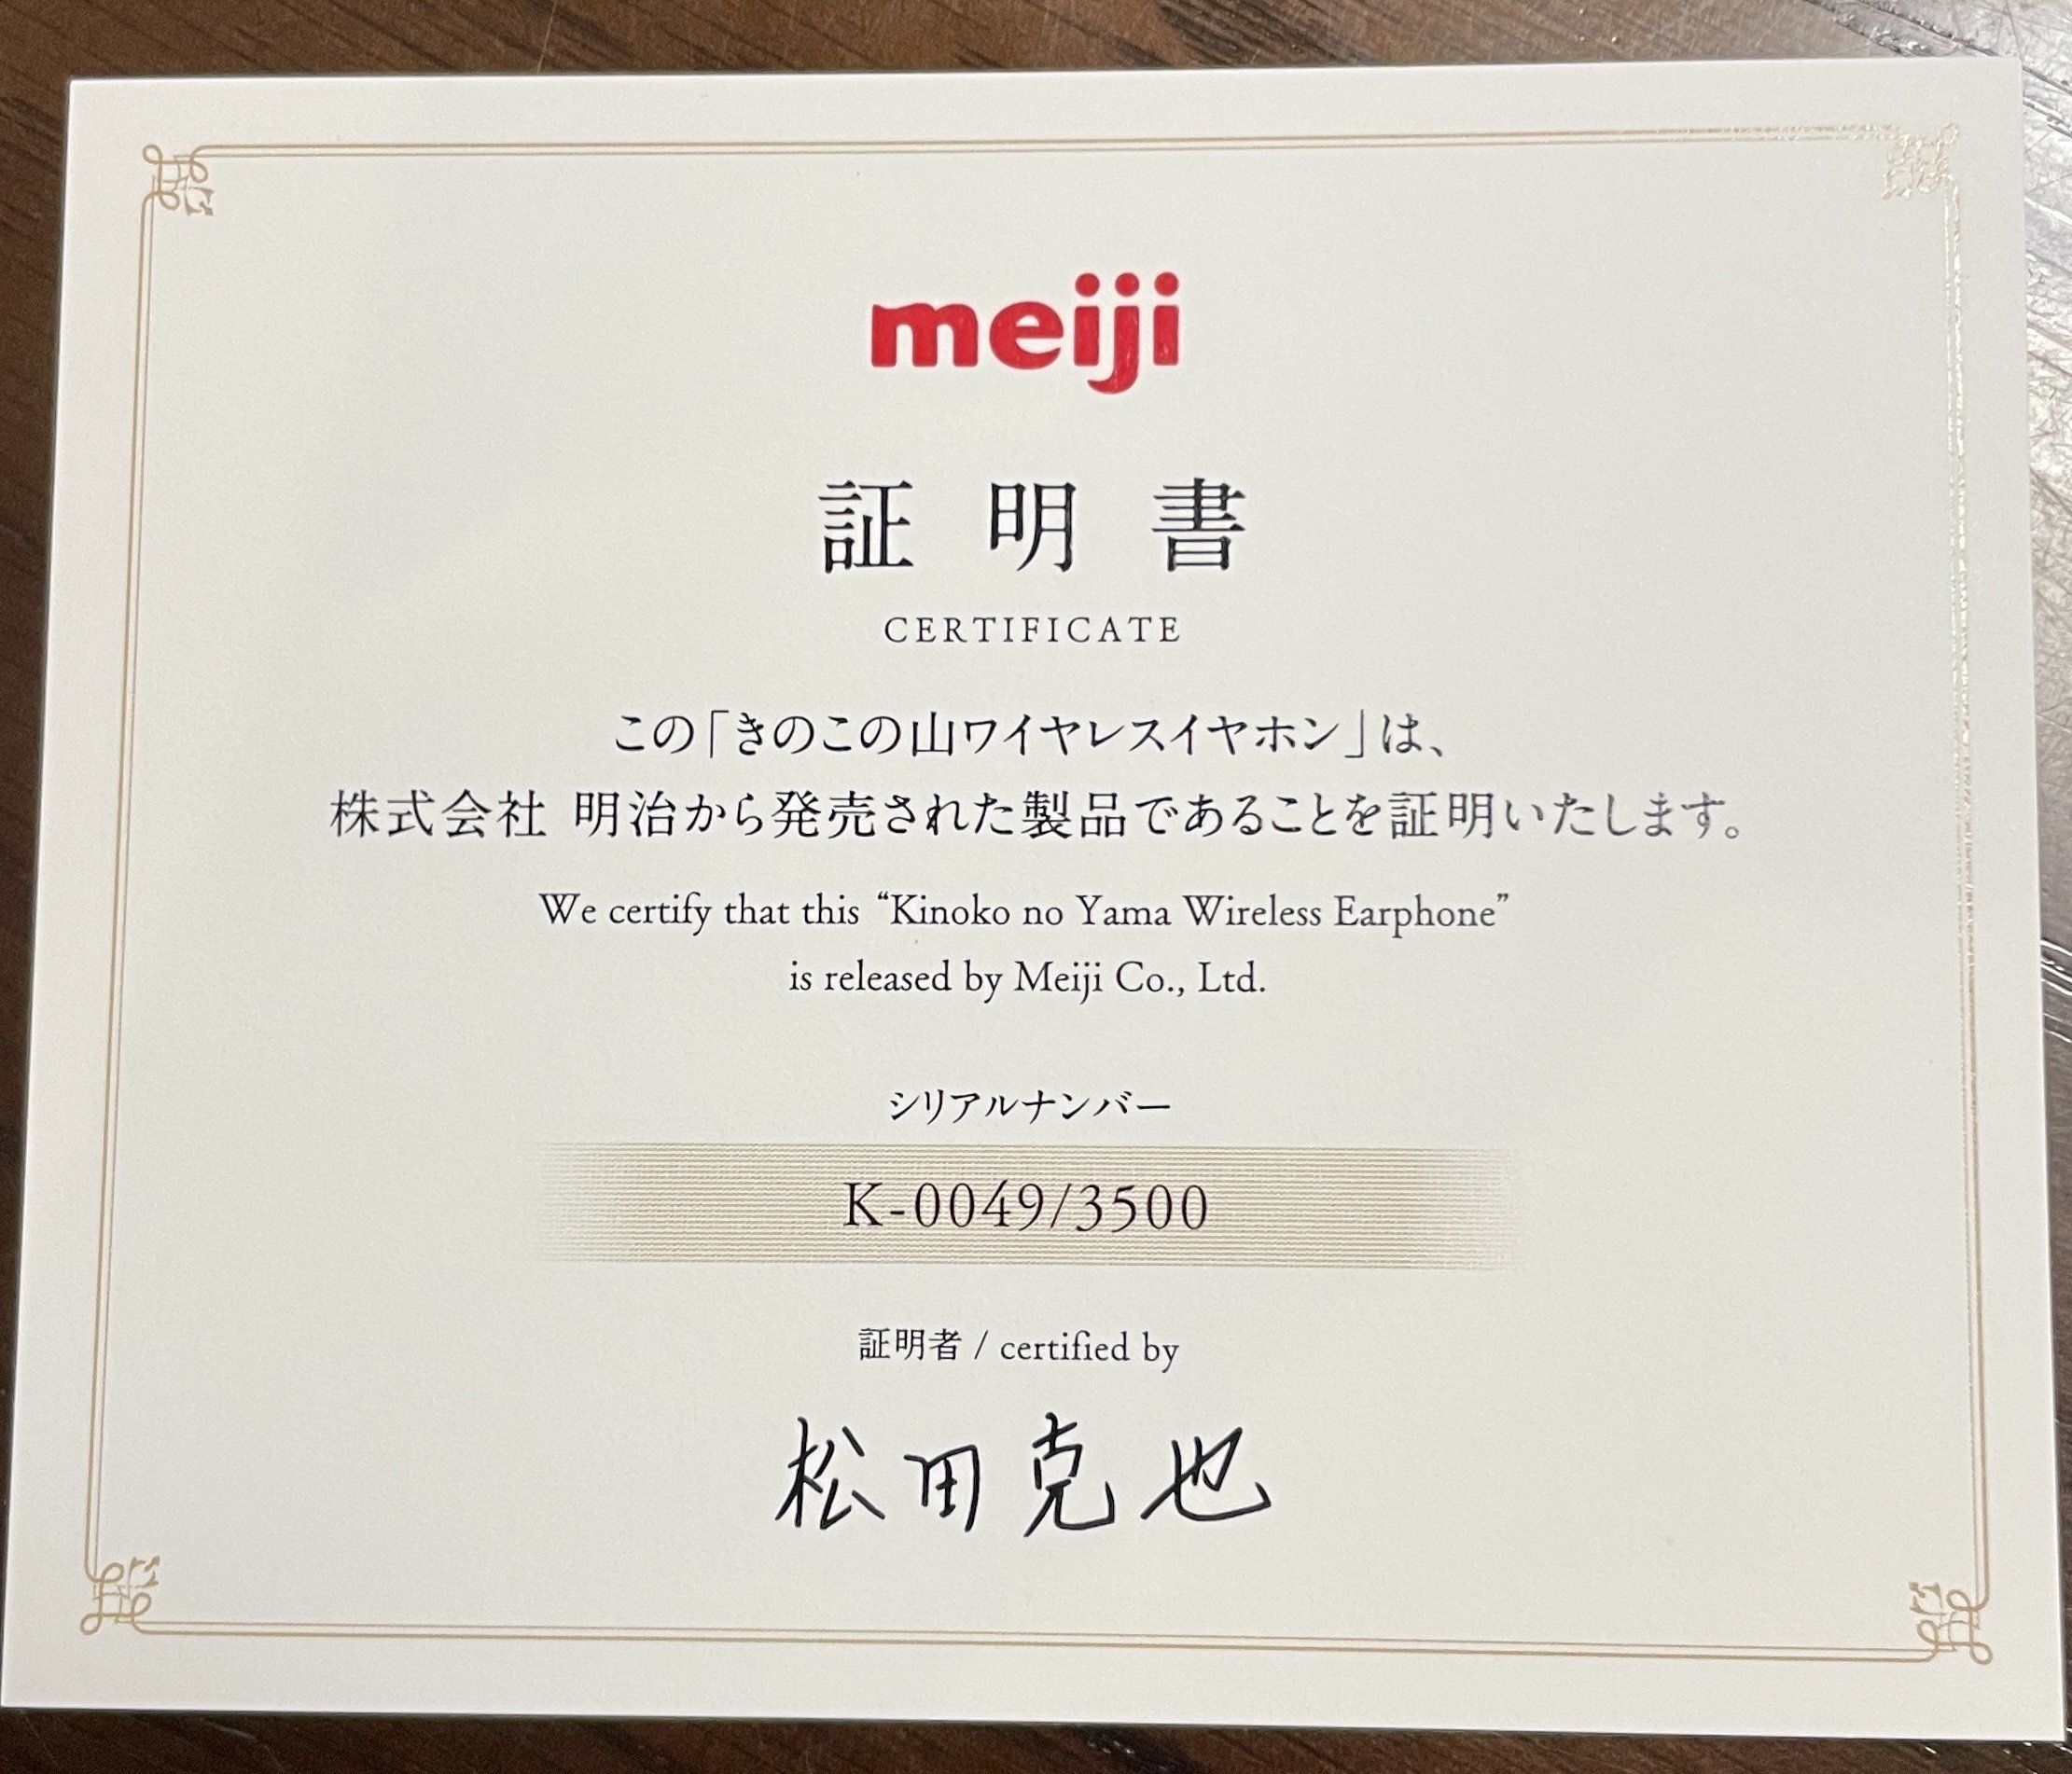 meiji
証明書
CERTIFICATE
この「きのこの山ワイヤレスイヤホン」は、
株式会社 明治から発売された製品であることを証明いたします。
We certify that this “Kinoko no Yama Wireless Earphone”
is released by Meiji Co., Ltd.
シリアルナンバー
K-0049/3500
証明者 / certified by
松田克也